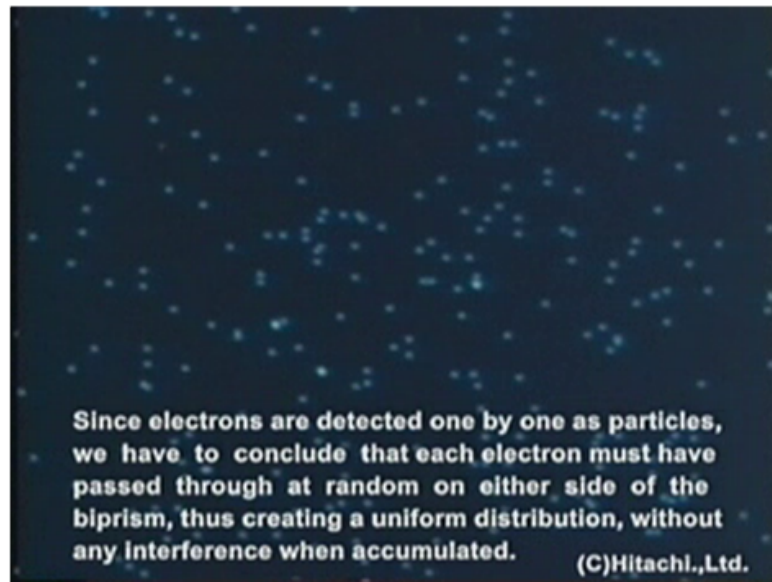 Since electrons are detected one by one as particles,
we have to conclude that each electron must have
passed through at random on either side of the
biprism, thus creating a uniform distribution, without
any interference when accumulated.
(C)Hitachi.,Ltd.